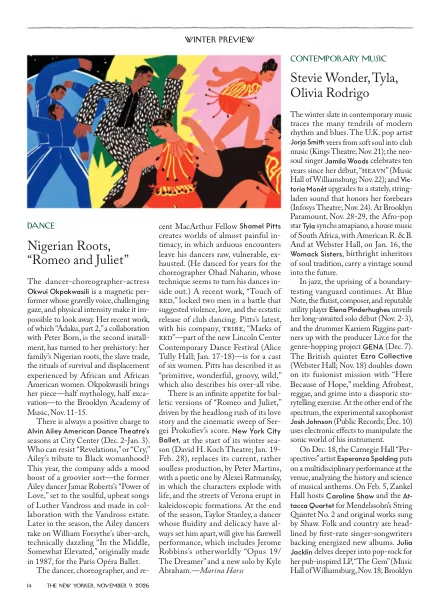 WINTER PREVIEW
DANCE
Nigerian Roots,
"Romeo and Juliet"
The dancer-choreographer-actress
Okwui Okpokwasili is a magnetic per-
former whose gravelly voice, challenging
gaze, and physical intensity make it im-
possible to look away. Her recent work,
of which "Adaku, part 2," a collaboration
with Peter Born, is the second install-
ment, has turned to her prehistory: her
family's Nigerian roots, the slave trade,
the rituals of survival and displacement
experienced by African and African
American women. Okpokwasili brings
her piece—half mythology, half exca-
vation—to the Brooklyn Academy of
Music, Nov. 11-15.
There is always a positive charge to
Alvin Ailey American Dance Theatre's
seasons at City Center (Dec. 2-Jan. 3).
Who can resist "Revelations," or "Cry,"
Ailey's tribute to Black womanhood?
This year, the company adds a mood
boost of a groovier sort—the former
Ailey dancer Jamar Roberts's "Power of
Love," set to the soulful, upbeat songs
of Luther Vandross and made in col-
laboration with the Vandross estate.
Later in the season, the Ailey dancers
take on William Forsythe's über-arch,
technically dazzling "In the Middle,
Somewhat Elevated," originally made
in 1987, for the Paris Opéra Ballet.
The dancer, choreographer, and re-
cent MacArthur Fellow Shamel Pitts
creates worlds of almost painful in-
timacy, in which arduous encounters
leave his dancers raw, vulnerable, ex-
hausted. (He danced for years with the
choreographer Ohad Naharin, whose
technique seems to turn his dancers in-
side out.) A recent work, "Touch of
RED," locked two men in a battle that
suggested violence, love, and the ecstatic
release of club dancing. Pitts's latest,
with his company, TRIBE, "Marks of
RED"—part of the new Lincoln Center
Contemporary Dance Festival (Alice
Tully Hall; Jan. 17-18)—is for a cast
of six women. Pitts has described it as
"primitive, wonderful, groovy, wild,"
which also describes his over-all vibe.
There is an infinite appetite for bal-
letic versions of "Romeo and Juliet,"
driven by the headlong rush of its love
story and the cinematic sweep of Ser-
gei Prokofiev's score. New York City
Ballet, at the start of its winter sea-
son (David H. Koch Theatre; Jan. 19-
Feb. 28), replaces its current, rather
soulless production, by Peter Martins,
with a poetic one by Alexei Ratmansky,
in which the characters explode with
life, and the streets of Verona erupt in
kaleidoscopic formations. At the end
of the season, Taylor Stanley, a dancer
whose fluidity and delicacy have al-
ways set him apart, will give his farewell
performance, which includes Jerome
Robbins's otherworldly "Opus 19/
The Dreamer" and a new solo by Kyle
Abraham.—Marina Harss
CONTEMPORARY MUSIC
Stevie Wonder, Tyla,
Olivia Rodrigo
The winter slate in contemporary music
traces the many tendrils of modern
rhythm and blues. The U.K. pop artist
Jorja Smith veers from soft soul into club
music (Kings Theatre; Nov. 21); the neo-
soul singer Jamila Woods celebrates ten
years since her début, "HEAVN" (Music
Hall of Williamsburg; Nov. 22); and Vic-
toria Monét upgrades to a stately, string-
laden sound that honors her forebears
(Infosys Theatre; Nov. 24). At Brooklyn
Paramount, Nov. 28-29, the Afro-pop
star Tyla synchs amapiano, a house music
of South Africa, with American R. & B.
And at Webster Hall, on Jan. 16, the
Womack Sisters, birthright inheritors
of soul tradition, carry a vintage sound
into the future.
In jazz, the uprising of a boundary-
testing vanguard continues. At Blue
Note, the flutist, composer, and reputable
utility player Elena Pinderhughes unveils
her long-awaited solo debut (Nov. 2-3),
and the drummer Karriem Riggins part-
ners up with the producer Liv.e for the
genre-hopping project GENA (Dec. 7).
The British quintet Ezra Collective
(Webster Hall; Nov. 18) doubles down
on its fusionist mission with "Here
Because of Hope," melding Afrobeat,
reggae, and grime into a diasporic sto-
rytelling exercise. At the other end of the
spectrum, the experimental saxophonist
Josh Johnson (Public Records; Dec. 10)
uses electronic effects to manipulate the
sonic world of his instrument.
On Dec. 18, the Carnegie Hall "Per-
spectives" artist Esperanza Spalding puts
on a multidisciplinary performance at the
venue, analyzing the history and science
of musical anthems. On Feb. 5, Zankel
Hall hosts Caroline Shaw and the At-
tacca Quartet for Mendelssohn's String
Quintet No. 2 and original works sung
by Shaw. Folk and country are head-
lined by first-rate singer-songwriters
backing energized new albums. Julia
Jacklin delves deeper into pop-rock for
her pub-inspired LP, "The Gem" (Music
Hall of Williamsburg, Nov. 18; Brooklyn
14 THE NEW YORKER, NOVEMBER 9, 2026